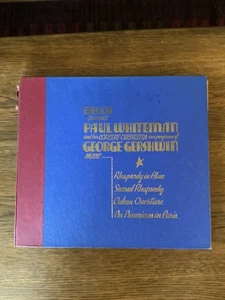 DECCA
presents
PAUL WHITEMAN
and his CONCERT ORCHESTRA in a program of
GEORGE GERSHWIN
MUSIC
Rhapsody in Blue
Second Rhapsody
Cuban Overture
An American in Paris